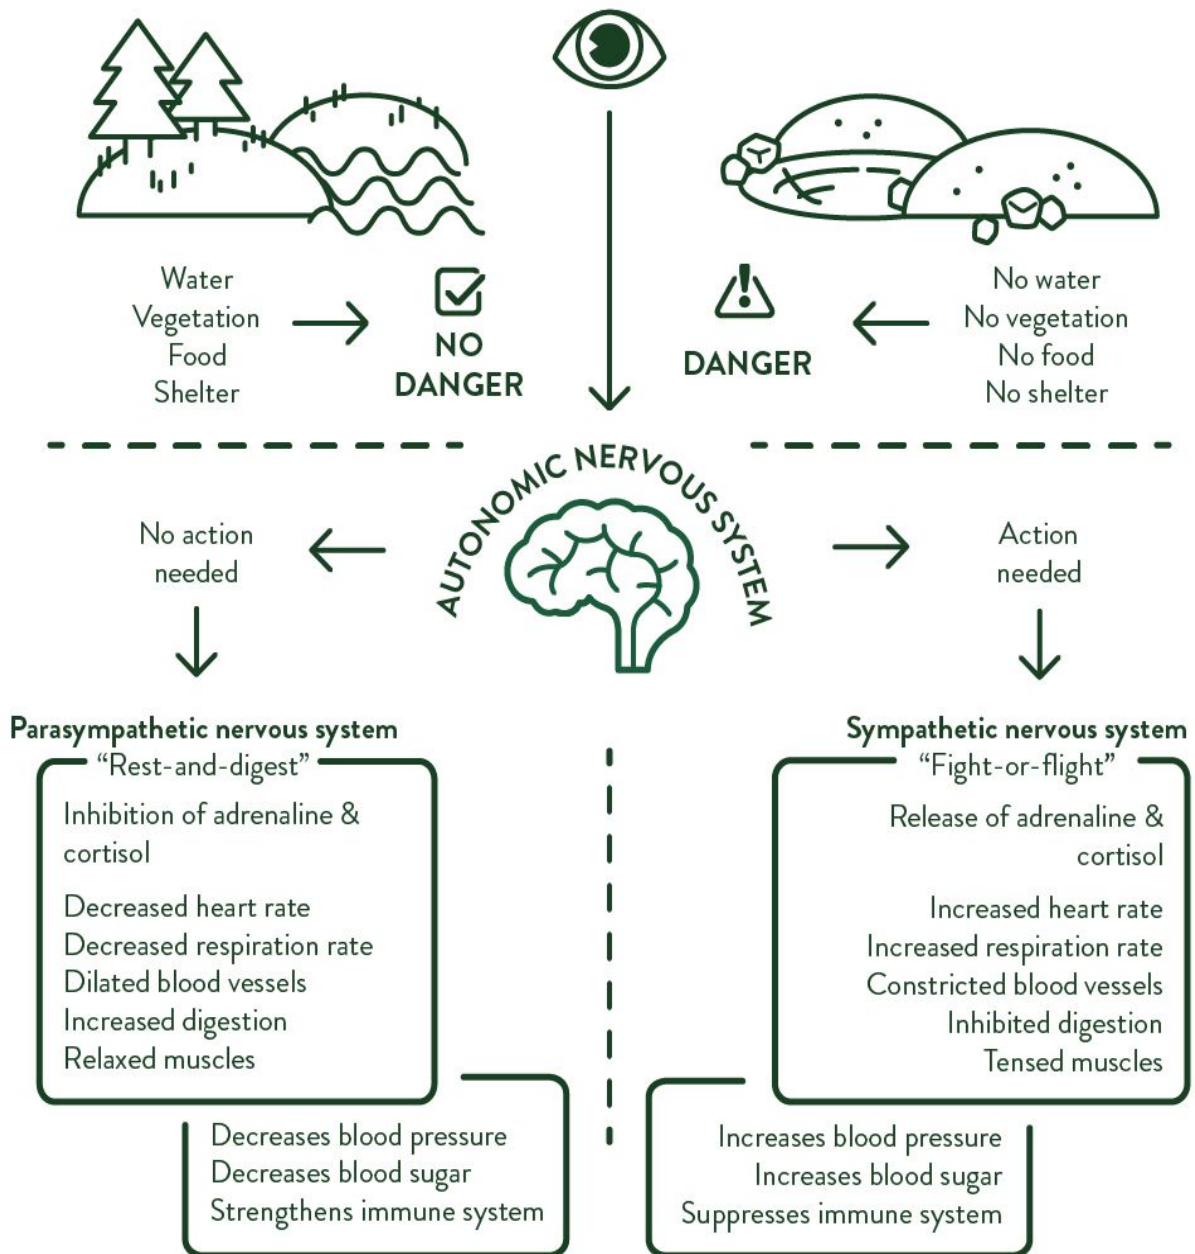 Water
Vegetation
Food
Shelter
NO
DANGER
DANGER
No water
No vegetation
No food
No shelter
AUTONOMIC NERVOUS SYSTEM
No action
needed
Action
needed
Parasympathetic nervous system
“Rest-and-digest”
Inhibition of adrenaline &
cortisol
Decreased heart rate
Decreased respiration rate
Dilated blood vessels
Increased digestion
Relaxed muscles
Decreases blood pressure
Decreases blood sugar
Strengthens immune system
Sympathetic nervous system
“Fight-or-flight”
Release of adrenaline &
cortisol
Increased heart rate
Increased respiration rate
Constricted blood vessels
Inhibited digestion
Tensed muscles
Increases blood pressure
Increases blood sugar
Suppresses immune system